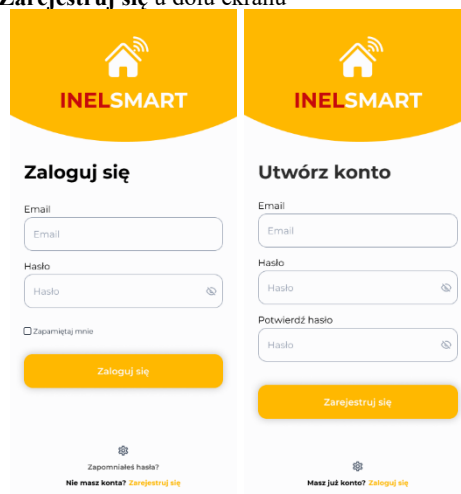 Zarejestruj się u dołu ekranu
INELSMART
Zaloguj się
Email
Email
Hasło
Hasło
Zapamiętaj mnie
Zaloguj się
Zapomniałeś hasła?
Nie masz konta? Zarejestruj się
INELSMART
Utwórz konto
Email
Email
Hasło
Hasło
Potwierdź hasło
Hasło
Zarejestruj się
Masz już konto? Zaloguj się